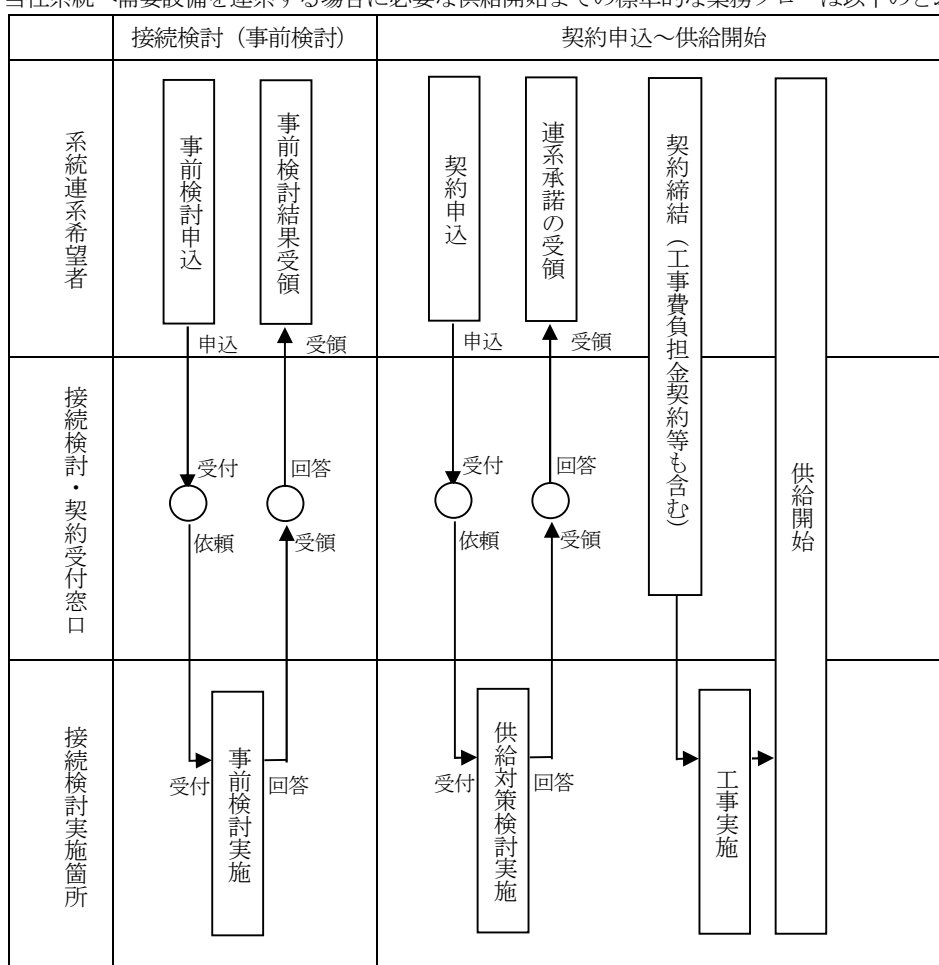 当社系統へ需要設備を連系する場合に必要な供給開始までの標準的な業務フローは以下のとお
接続検討（事前検討）
契約申込～供給開始
系統連系希望者
事前検討申込
事前検討結果受領
契約申込
連系承諾の受領
契約締結（工事費負担金契約等も含む）
供給開始
申込
受領
申込
受領
接続検討・契約受付窓口
受付
回答
受付
回答
依頼
受領
依頼
受領
接続検討実施箇所
受付
事前検討実施
回答
受付
供給対策検討実施
回答
工事実施